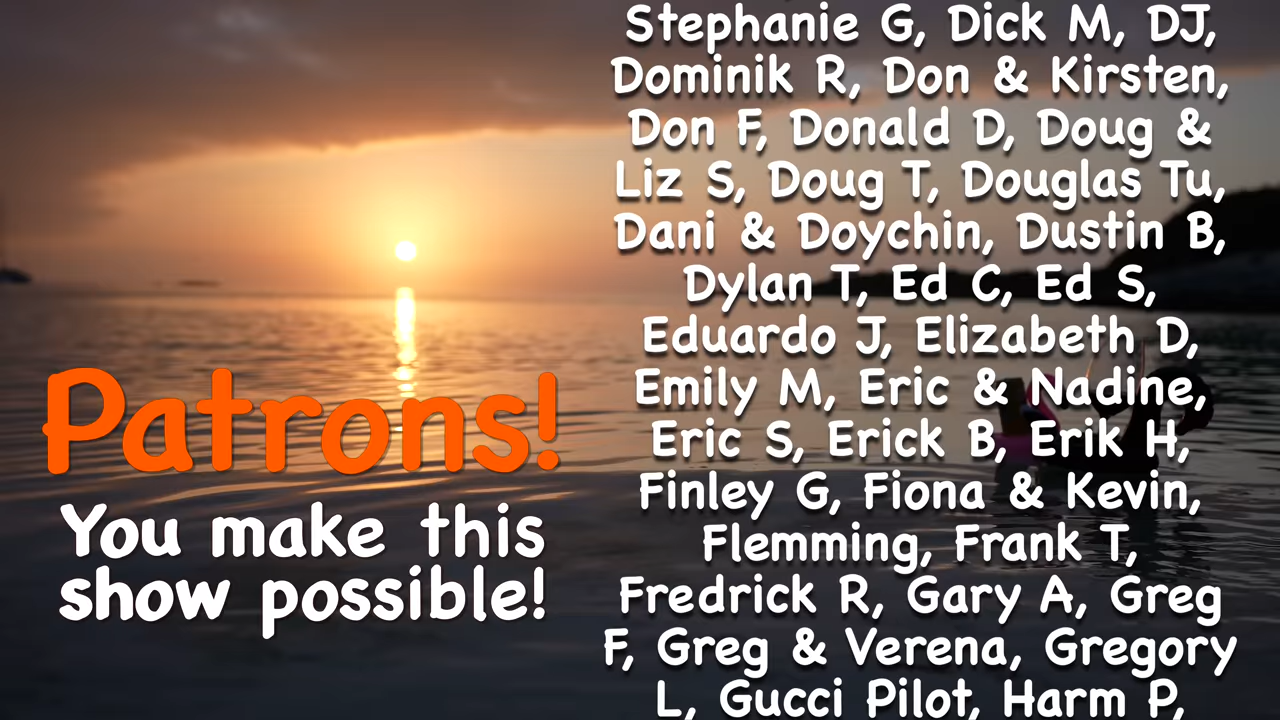 Patrons!
You make this
show possible!
Stephanie G, Dick M, DJ,
Dominik R, Don & Kirsten,
Don F, Donald D, Doug &
Liz S, Doug T, Douglas Tu,
Dani & Doychin, Dustin B,
Dylan T, Ed C, Ed S,
Eduardo J, Elizabeth D,
Emily M, Eric & Nadine,
Eric S, Erick B, Erik H,
Finley G, Fiona & Kevin,
Flemming, Frank T,
Fredrick R, Gary A, Greg
F, Greg & Verena, Gregory
L, Gucci Pilot, Harm P,